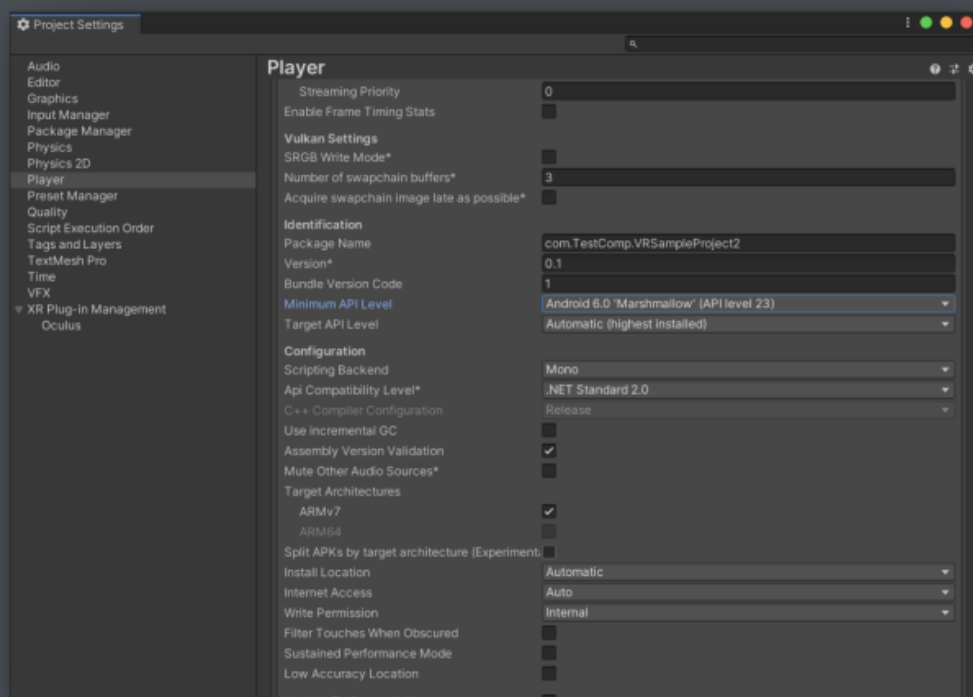 Project Settings
Audio
Editor
Graphics
Input Manager
Package Manager
Physics
Physics 2D
Player
Preset Manager
Quality
Script Execution Order
Tags and Layers
TextMesh Pro
Time
VFX
XR Plug-in Management
Oculus
Player
Streaming Priority 0
Enable Frame Timing Stats
Vulkan Settings
SRGB Write Mode*
Number of swapchain buffers* 3
Acquire swapchain image late as possible*
Identification
Package Name com.TestComp.VRSampleProject2
Version* 0.1
Bundle Version Code 1
Minimum API Level Android 6.0 'Marshmallow' (API level 23)
Target API Level Automatic (highest installed)
Configuration
Scripting Backend Mono
Api Compatibility Level* .NET Standard 2.0
C++ Compiler Configuration Release
Use incremental GC
Assembly Version Validation
Mute Other Audio Sources*
Target Architectures
ARMv7
ARM64
Split APKs by target architecture (Experiment
Install Location Automatic
Internet Access Auto
Write Permission Internal
Filter Touches When Obscured
Sustained Performance Mode
Low Accuracy Location